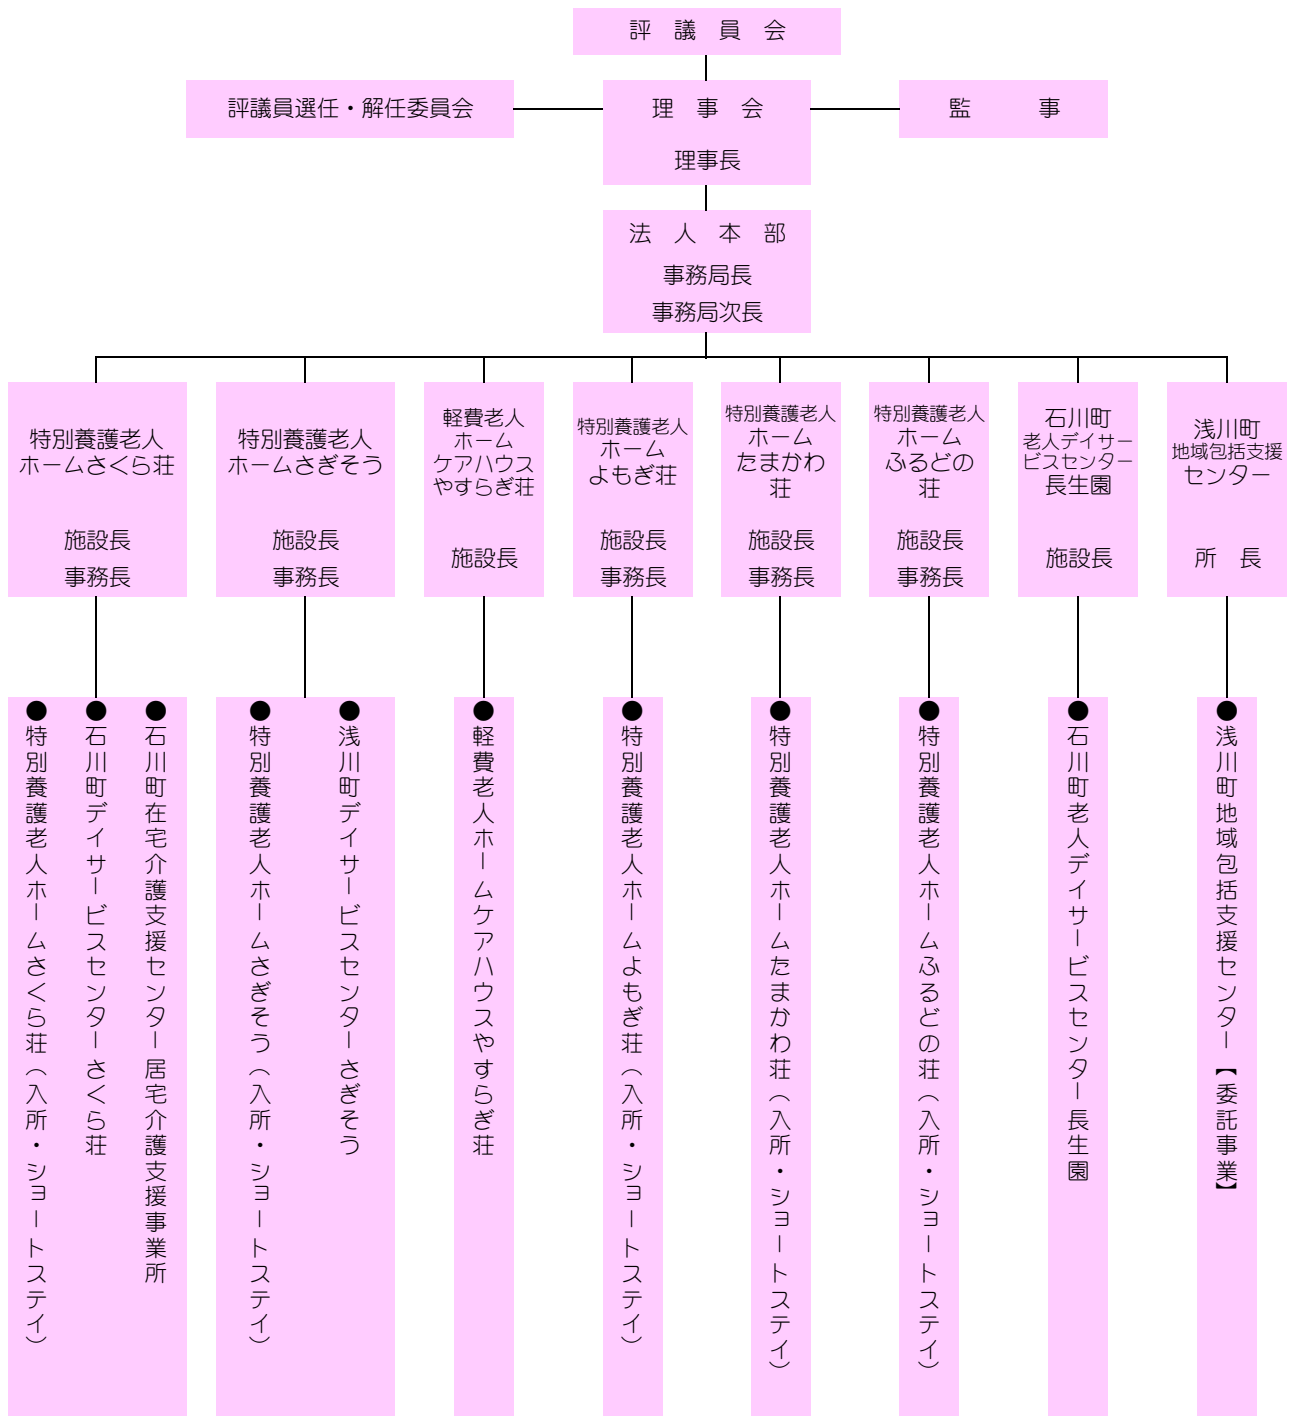 評　議　員　会
評議員選任・解任委員会
理　事　会
理事長
監　　　事
法　人　本　部
事務局長
事務局次長
特別養護老人
ホームさくら荘
施設長
事務長
特別養護老人
ホームさぎそう
施設長
事務長
軽費老人
ホーム
ケアハウス
やすらぎ荘
施設長
特別養護老人
ホーム
よもぎ荘
施設長
事務長
特別養護老人
ホーム
たまかわ
荘
施設長
事務長
特別養護老人
ホーム
ふるどの
荘
施設長
事務長
石川町
老人デイサー
ビスセンター
長生園
施設長
浅川町
地域包括支援
センター
所　長
●特別養護老人ホームさくら荘（入所・ショートステイ）
●石川町デイサービスセンターさくら荘
●石川町在宅介護支援センター居宅介護支援事業所
●特別養護老人ホームさぎそう（入所・ショートステイ）
●浅川町デイサービスセンターさぎそう
●軽費老人ホームケアハウスやすらぎ荘
●特別養護老人ホームよもぎ荘（入所・ショートステイ）
●特別養護老人ホームたまかわ荘（入所・ショートステイ）
●特別養護老人ホームふるどの荘（入所・ショートステイ）
●石川町老人デイサービスセンター長生園
●浅川町地域包括支援センター【委託事業】